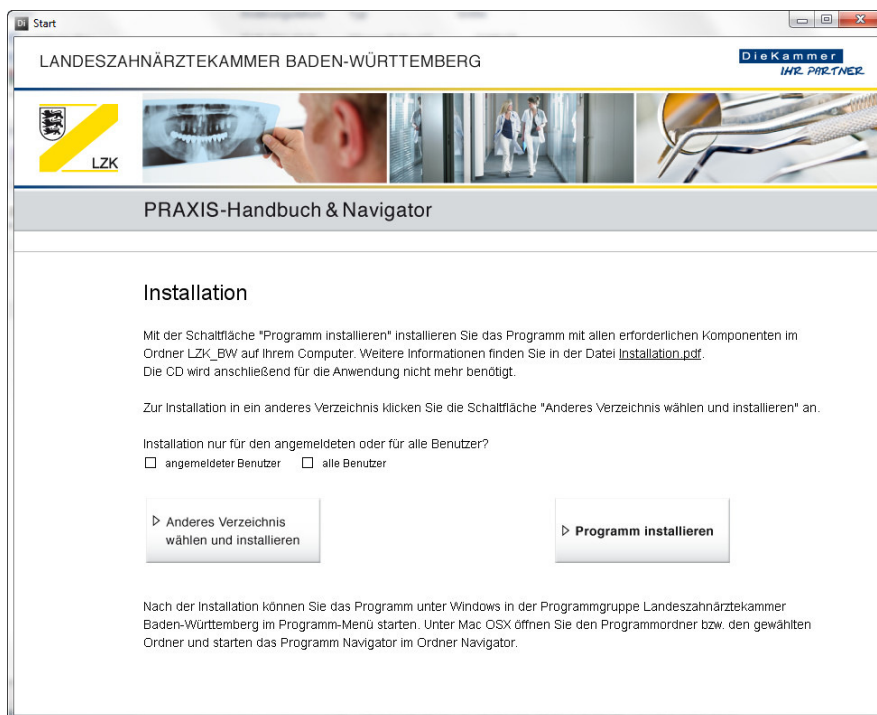 Di Start
LANDESZAHNÄRZTEKAMMER BADEN-WÜRTTEMBERG
DieKammer
IHR PARTNER
LZK
PRAXIS-Handbuch & Navigator
Installation
Mit der Schaltfläche "Programm installieren" installieren Sie das Programm mit allen erforderlichen Komponenten im
Ordner LZK_BW auf Ihrem Computer. Weitere Informationen finden Sie in der Datei Installation.pdf.
Die CD wird anschließend für die Anwendung nicht mehr benötigt.
Zur Installation in ein anderes Verzeichnis klicken Sie die Schaltfläche "Anderes Verzeichnis wählen und installieren" an.
Installation nur für den angemeldeten oder für alle Benutzer?
angemeldeter Benutzer alle Benutzer
Anderes Verzeichnis
wählen und installieren
Programm installieren
Nach der Installation können Sie das Programm unter Windows in der Programmgruppe Landeszahnärztekammer
Baden-Württemberg im Programm-Menü starten. Unter Mac OSX öffnen Sie den Programmordner bzw. den gewählten
Ordner und starten das Programm Navigator im Ordner Navigator.